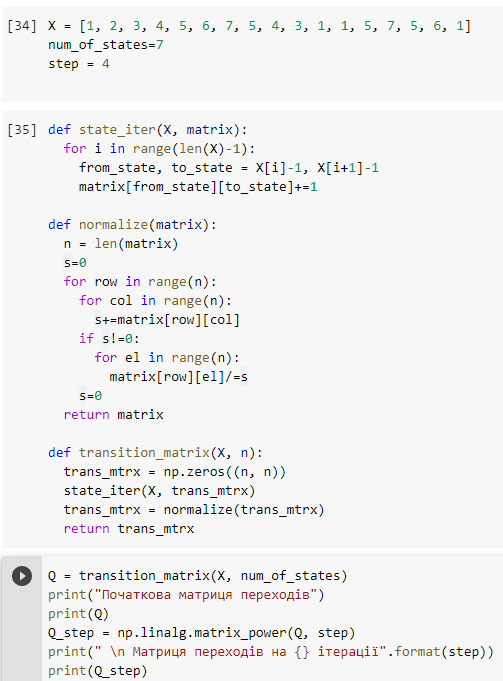 [34] X = [1, 2, 3, 4, 5, 6, 7, 5, 4, 3, 1, 1, 5, 7, 5, 6, 1]
num_of_states=7
step = 4
[35] def state_iter(X, matrix):
for i in range(len(X)-1):
from_state, to_state = X[i]-1, X[i+1]-1
matrix[from_state][to_state]+=1
def normalize(matrix):
n = len(matrix)
s=0
for row in range(n):
for col in range(n):
s+=matrix[row][col]
if s!=0:
for el in range(n):
matrix[row][el]/=s
s=0
return matrix
def transition_matrix(X, n):
trans_mtrx = np.zeros((n, n))
state_iter(X, trans_mtrx)
trans_mtrx = normalize(trans_mtrx)
return trans_mtrx
Q = transition_matrix(X, num_of_states)
print("Початкова матриця переходів")
print(Q)
Q_step = np.linalg.matrix_power(Q, step)
print(" \n Матриця переходів на {} ітерації".format(step))
print(Q_step)